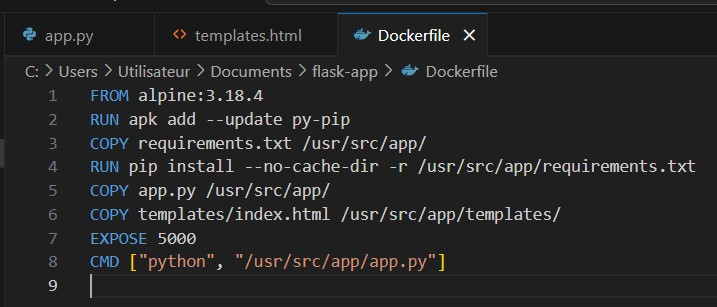 app.py templates.html Dockerfile
C: > Users > Utilisateur > Documents > flask-app > Dockerfile
1 FROM alpine:3.18.4
2 RUN apk add --update py-pip
3 COPY requirements.txt /usr/src/app/
4 RUN pip install --no-cache-dir -r /usr/src/app/requirements.txt
5 COPY app.py /usr/src/app/
6 COPY templates/index.html /usr/src/app/templates/
7 EXPOSE 5000
8 CMD ["python", "/usr/src/app/app.py"]
9